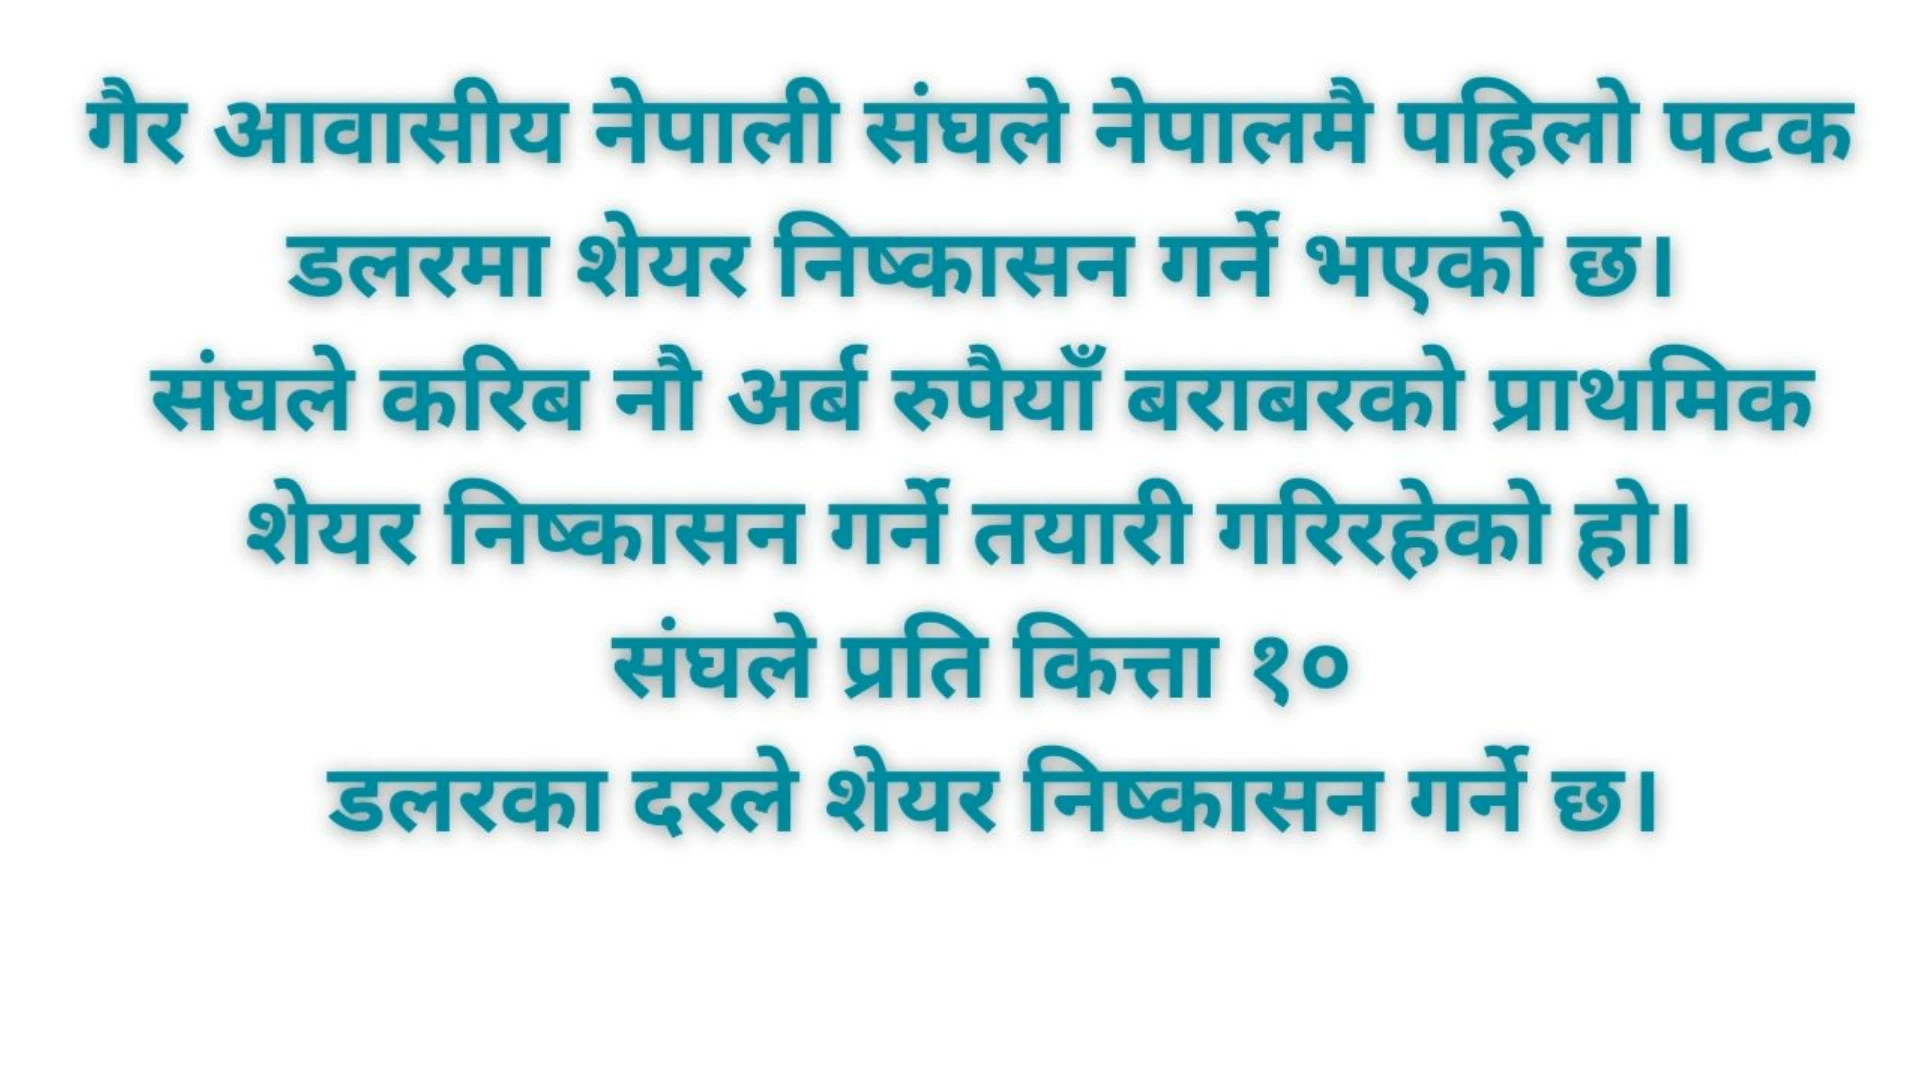 गैर आवासीय नेपाली संघले नेपालमै पहिलो पटक
डलरमा शेयर निष्कासन गर्ने भएको छ।
संघले करिब नौ अर्ब रुपैयाँ बराबरको प्राथमिक
शेयर निष्कासन गर्ने तयारी गरिरहेको हो।
संघले प्रति कित्ता १०
डलरका दरले शेयर निष्कासन गर्ने छ।